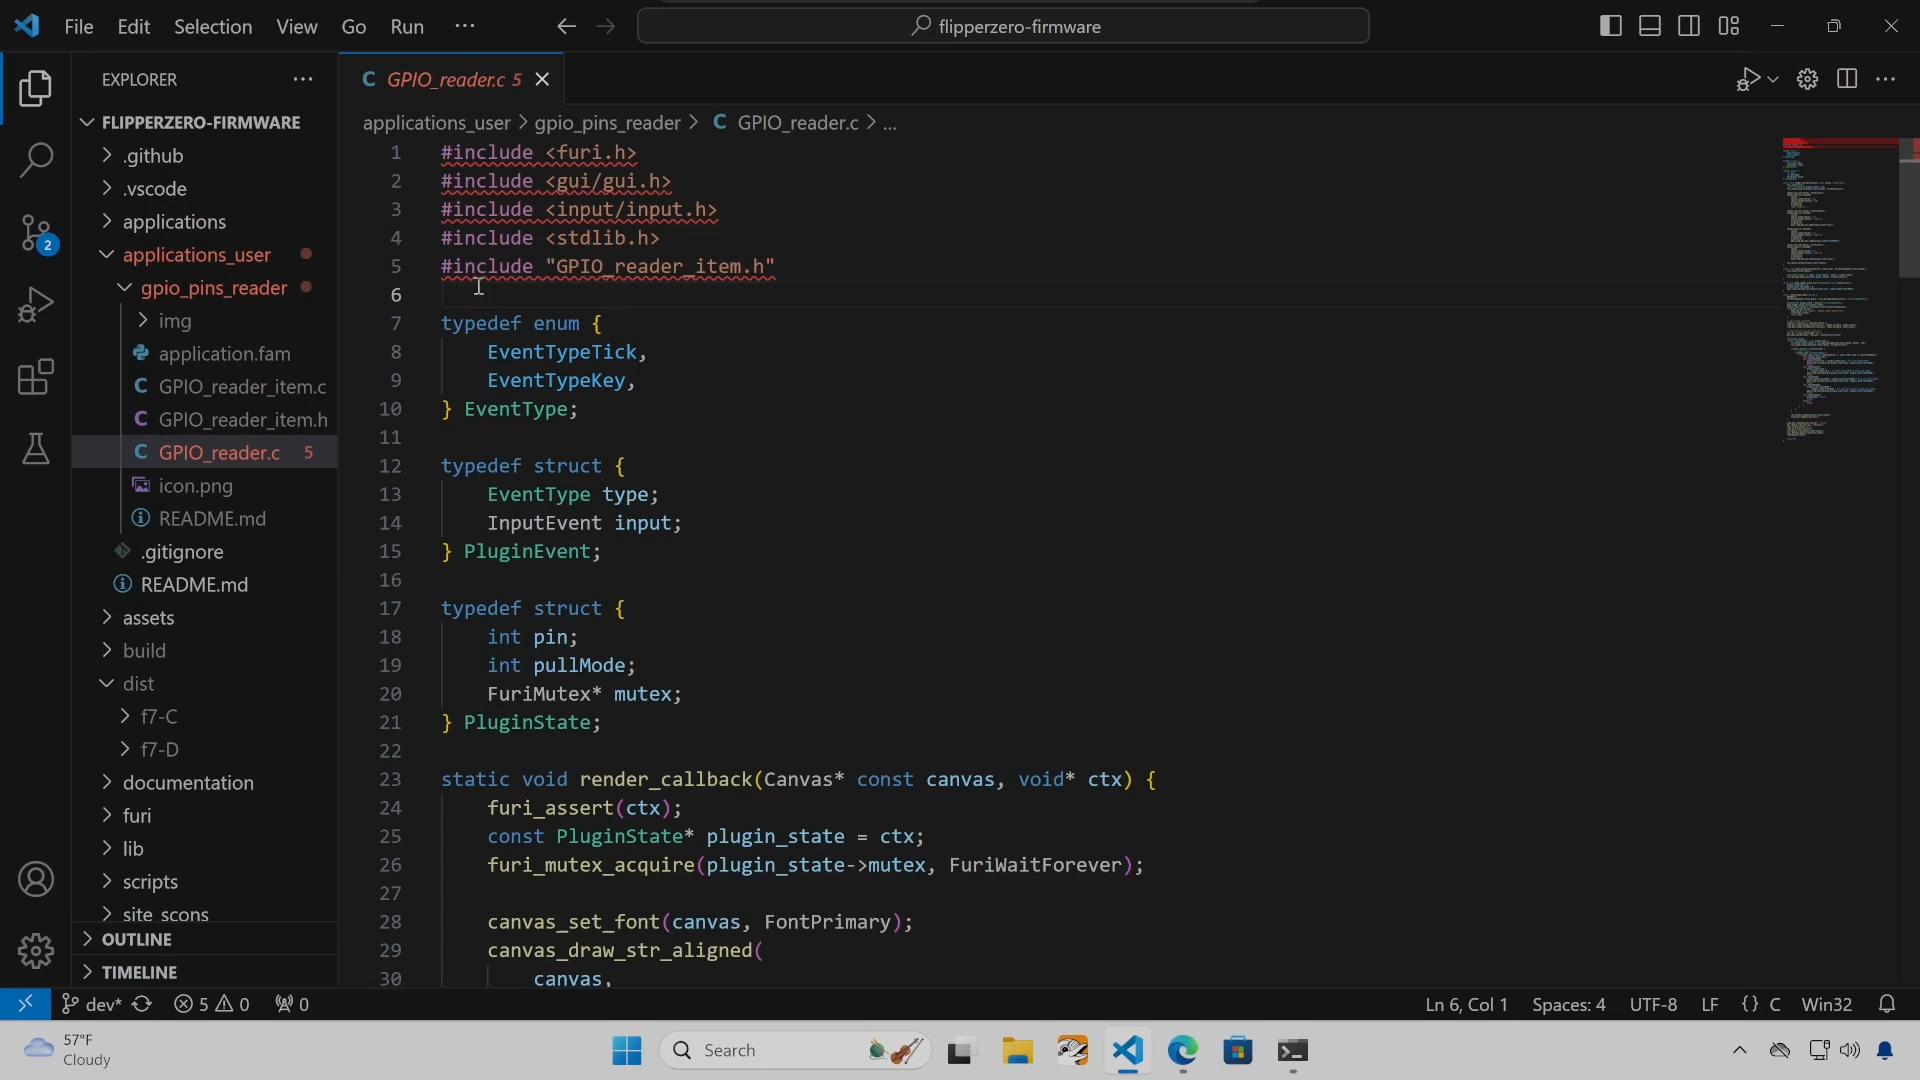 File Edit Selection View Go Run ···
flipperzero-firmware
EXPLORER ···
FLIPPERZERO-FIRMWARE
.github
.vscode
applications
applications_user
gpio_pins_reader
img
application.fam
GPIO_reader_item.c
GPIO_reader_item.h
GPIO_reader.c 5
icon.png
README.md
.gitignore
README.md
assets
build
dist
f7-C
f7-D
documentation
furi
lib
scripts
site_scons
OUTLINE
TIMELINE
2
C GPIO_reader.c 5
applications_user > gpio_pins_reader > C GPIO_reader.c > ...
1 #include <furi.h>
2 #include <gui/gui.h>
3 #include <input/input.h>
4 #include <stdlib.h>
5 #include "GPIO_reader_item.h"
6
7 typedef enum {
8 EventTypeTick,
9 EventTypeKey,
10 } EventType;
11
12 typedef struct {
13 EventType type;
14 InputEvent input;
15 } PluginEvent;
16
17 typedef struct {
18 int pin;
19 int pullMode;
20 FuriMutex* mutex;
21 } PluginState;
22
23 static void render_callback(Canvas* const canvas, void* ctx) {
24 furi_assert(ctx);
25 const PluginState* plugin_state = ctx;
26 furi_mutex_acquire(plugin_state->mutex, FuriWaitForever);
27
28 canvas_set_font(canvas, FontPrimary);
29 canvas_draw_str_aligned(
30 canvas,
dev* 5 0 0
Ln 6, Col 1 Spaces: 4 UTF-8 LF {} C Win32
57°F
Cloudy
Search